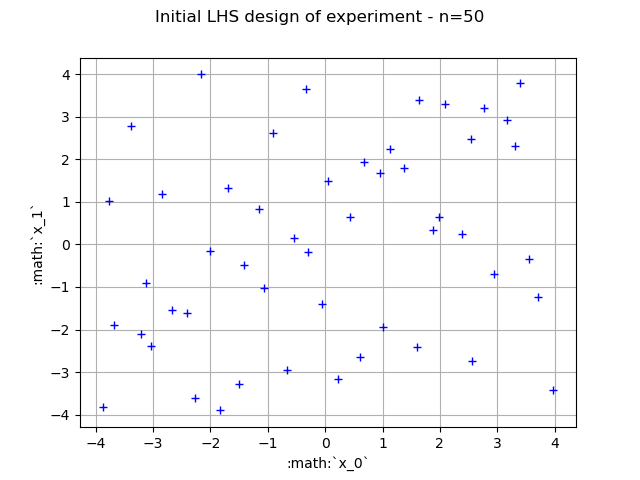 Initial LHS design of experiment - n=50
4
3
2
1
0
−1
−2
−3
−4
:math:`x_1`
−4 −3 −2 −1 0 1 2 3 4
:math:`x_0`